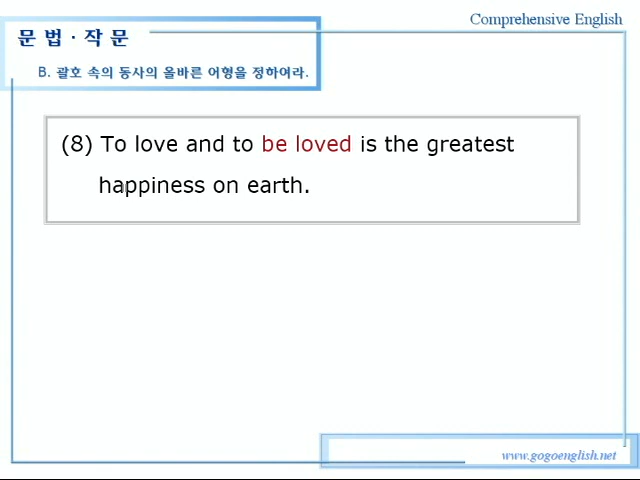 Comprehensive English
문 법 · 작 문
B. 괄호 속의 동사의 올바른 어형을 정하여라.
(8) To love and to be loved is the greatest
happiness on earth.
www.gogoenglish.net